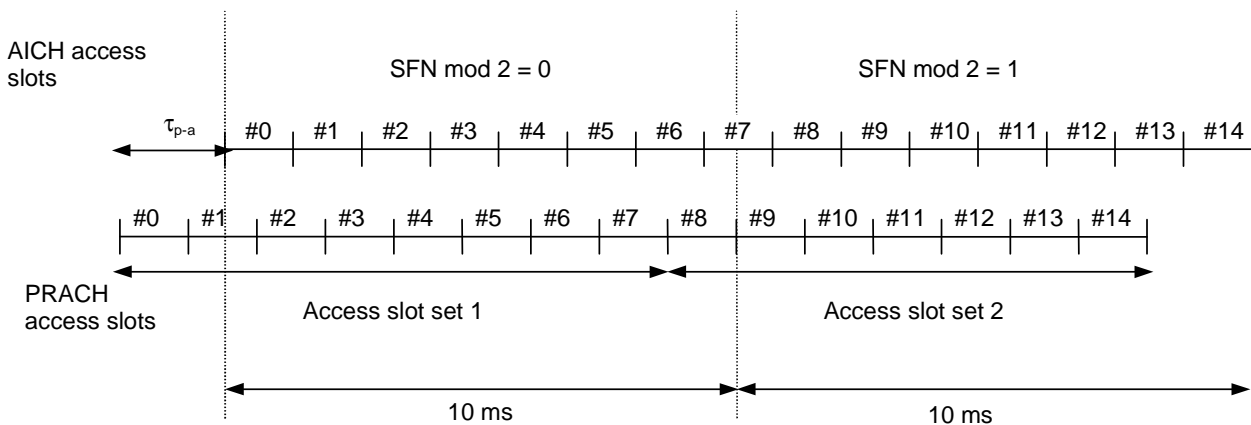 AICH access
slots
SFN mod 2 = 0
SFN mod 2 = 1
τp-a
#0 #1 #2 #3 #4 #5 #6 #7 #8 #9 #10 #11 #12 #13 #14
#0 #1 #2 #3 #4 #5 #6 #7 #8 #9 #10 #11 #12 #13 #14
PRACH
access slots
Access slot set 1
Access slot set 2
10 ms
10 ms